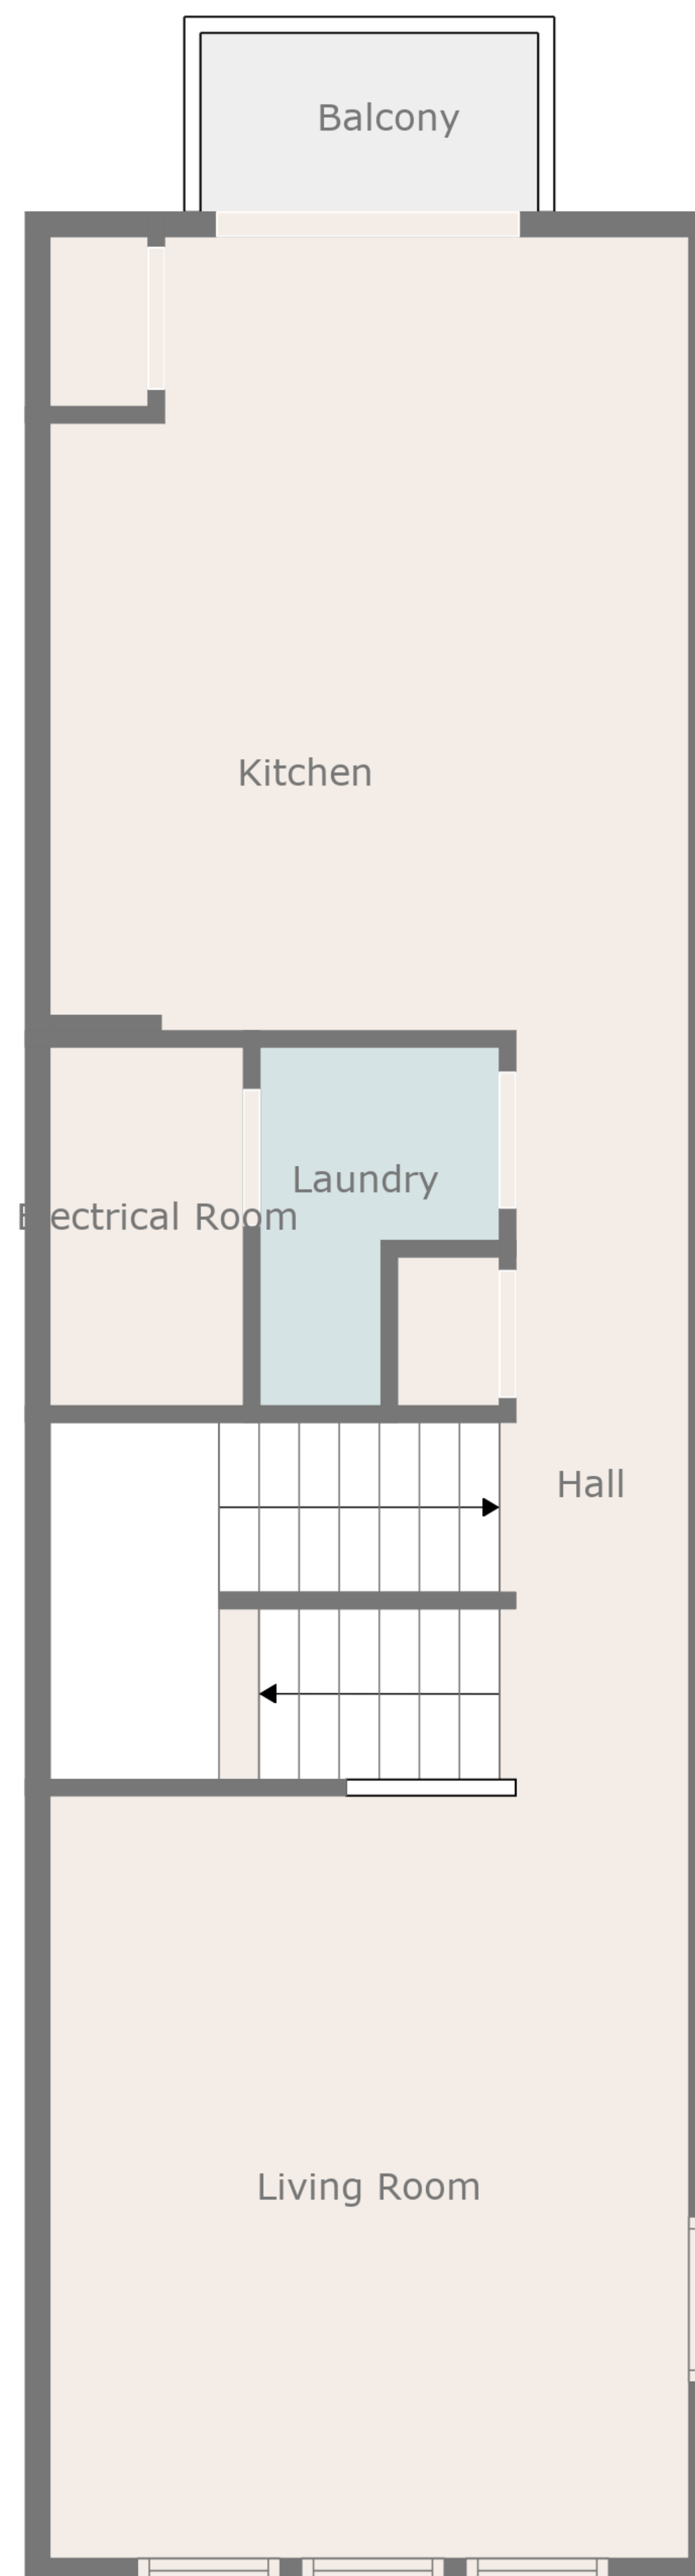 Balcony
Kitchen
Laundry
Electrical Room
Hall
Living Room